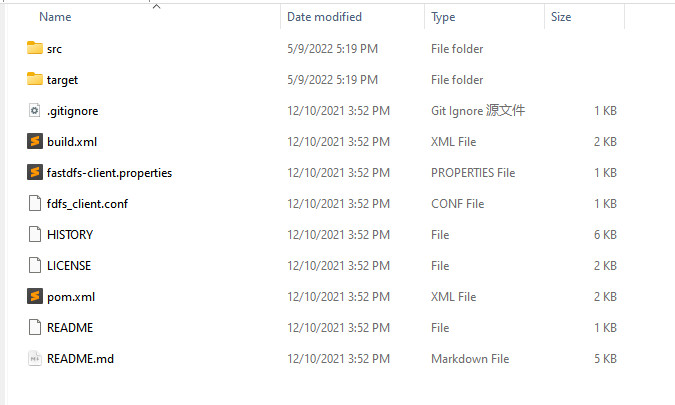 Name Date modified Type Size
src 5/9/2022 5:19 PM File folder
target 5/9/2022 5:19 PM File folder
.gitignore 12/10/2021 3:52 PM Git Ignore 源文件 1 KB
build.xml 12/10/2021 3:52 PM XML File 2 KB
fastdfs-client.properties 12/10/2021 3:52 PM PROPERTIES File 1 KB
fdfs_client.conf 12/10/2021 3:52 PM CONF File 1 KB
HISTORY 12/10/2021 3:52 PM File 6 KB
LICENSE 12/10/2021 3:52 PM File 2 KB
pom.xml 12/10/2021 3:52 PM XML File 2 KB
README 12/10/2021 3:52 PM File 1 KB
README.md 12/10/2021 3:52 PM Markdown File 5 KB